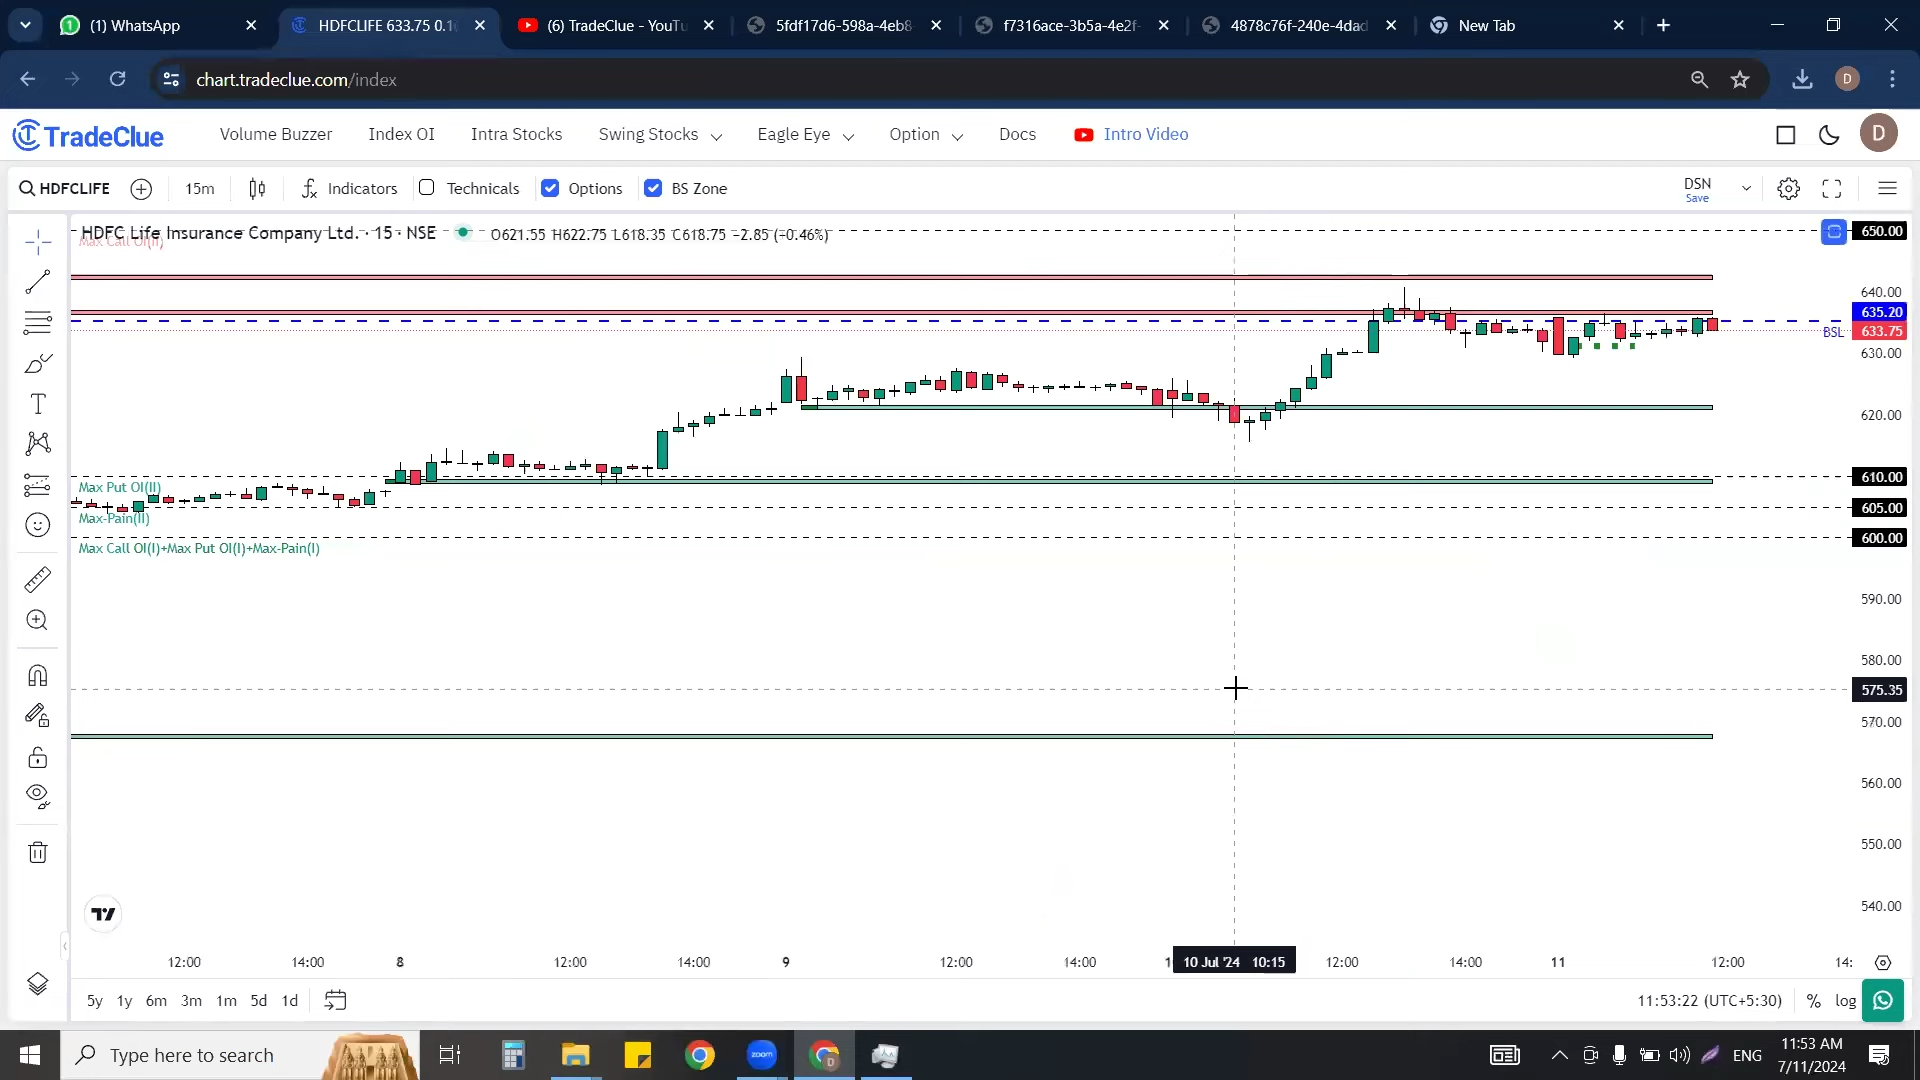 (1) WhatsApp
HDFCLIFE 633.75 0.1
(6) TradeClue - YouTu
5fdf17d6-598a-4eb8
f7316ace-3b5a-4e2f-
4878c76f-240e-4dad
New Tab
chart.tradeclue.com/index
D
TradeClue
Volume Buzzer
Index OI
Intra Stocks
Swing Stocks
Eagle Eye
Option
Docs
Intro Video
D
HDFCLIFE
15m
Indicators
Technicals
Options
BS Zone
DSN
Save
HDFC Life Insurance Company Ltd. · 15 · NSE
O621.55 H622.75 L618.35 C618.75 −2.85 (−0.46%)
Max Call OI(II)
650.00
640.00
635.20
BSL
633.75
630.00
620.00
Max Put OI(II)
610.00
Max-Pain(II)
605.00
Max Call OI(I)+Max Put OI(I)+Max-Pain(I)
600.00
590.00
580.00
575.35
570.00
560.00
550.00
540.00
12:00
14:00
8
12:00
14:00
9
12:00
14:00
10 Jul '24 10:15
12:00
14:00
11
12:00
14:
5y
1y
6m
3m
1m
5d
1d
11:53:22 (UTC+5:30)
%
log
Type here to search
zoom
D
ENG
11:53 AM
7/11/2024